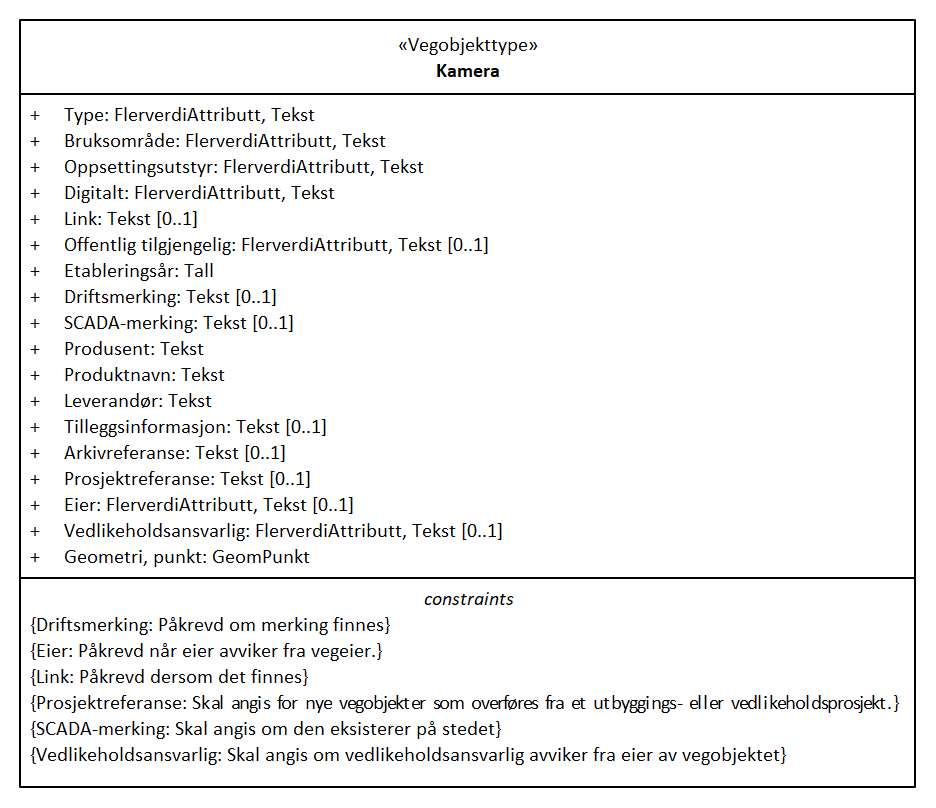 «Vegobjekttype»
Kamera
+ Type: FlerverdiAttributt, Tekst
+ Bruksområde: FlerverdiAttributt, Tekst
+ Oppsettingsutstyr: FlerverdiAttributt, Tekst
+ Digitalt: FlerverdiAttributt, Tekst
+ Link: Tekst [0..1]
+ Offentlig tilgjengelig: FlerverdiAttributt, Tekst [0..1]
+ Etableringsår: Tall
+ Driftsmerking: Tekst [0..1]
+ SCADA-merking: Tekst [0..1]
+ Produsent: Tekst
+ Produktnavn: Tekst
+ Leverandør: Tekst
+ Tilleggsinformasjon: Tekst [0..1]
+ Arkivreferanse: Tekst [0..1]
+ Prosjektreferanse: Tekst [0..1]
+ Eier: FlerverdiAttributt, Tekst [0..1]
+ Vedlikeholdsansvarlig: FlerverdiAttributt, Tekst [0..1]
+ Geometri, punkt: GeomPunkt
constraints
{Driftsmerking: Påkrevd om merking finnes}
{Eier: Påkrevd når eier avviker fra vegeier.}
{Link: Påkrevd dersom det finnes}
{Prosjektreferanse: Skal angis for nye vegobjekter som overføres fra et utbyggings- eller vedlikeholdsprosjekt.}
{SCADA-merking: Skal angis om den eksisterer på stedet}
{Vedlikeholdsansvarlig: Skal angis om vedlikeholdsansvarlig avviker fra eier av vegobjektet}